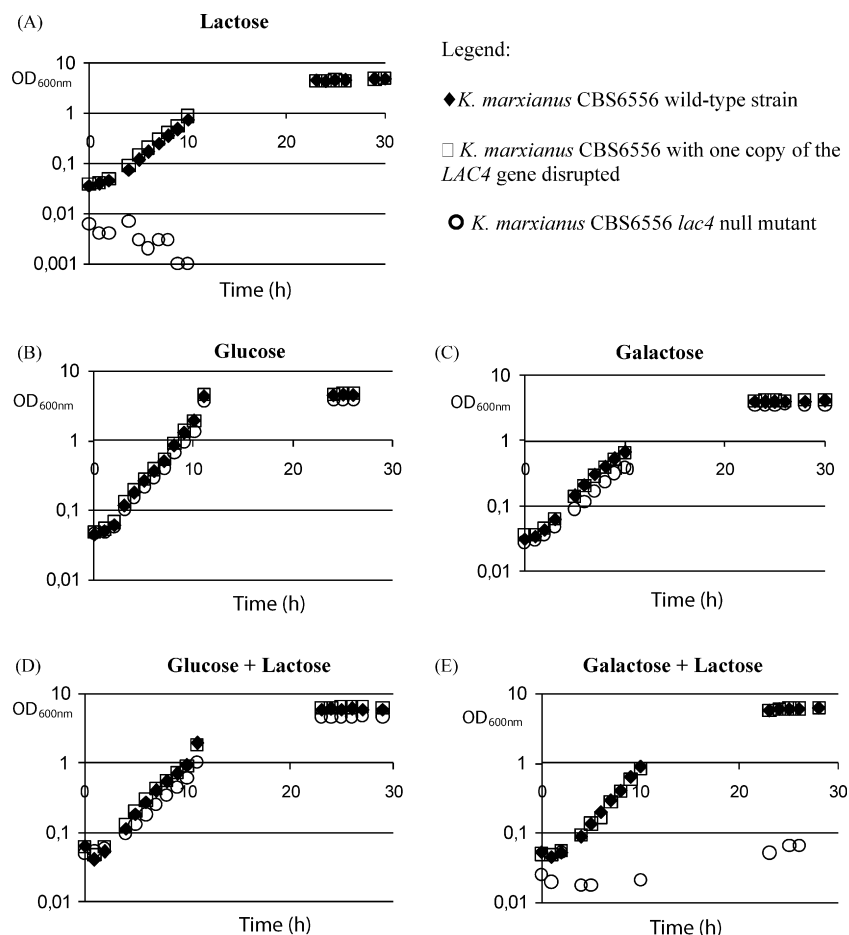 (A)
Lactose
OD600nm
10
1
0,1
0,01
0,001
0
10
20
30
Time (h)
Legend:
◆K. marxianus CBS6556 wild-type strain
□ K. marxianus CBS6556 with one copy of the
LAC4 gene disrupted
○ K. marxianus CBS6556 lac4 null mutant
(B)
Glucose
OD600nm
10
1
0,1
0,01
0
10
20
30
Time (h)
(C)
Galactose
OD600nm
10
1
0,1
0,01
0
10
20
30
Time (h)
(D)
Glucose + Lactose
OD600nm
10
1
0,1
0,01
0
10
20
30
Time (h)
(E)
Galactose + Lactose
OD600nm
10
1
0,1
0,01
0
10
20
30
Time (h)